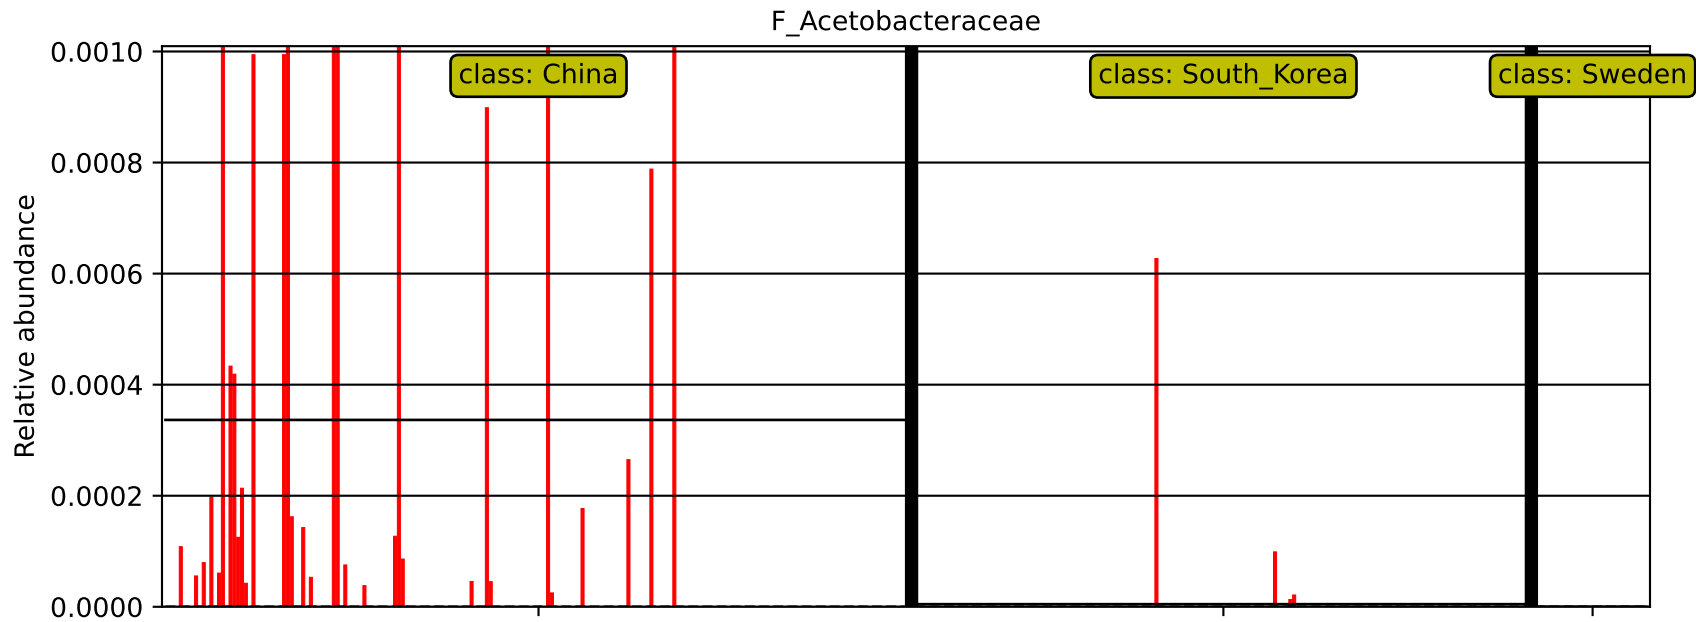 F_Acetobacteraceae
0.0010
class: China
class: South_Korea
class: Sweden
0.0008
0.0006
0.0004
0.0002
0.0000
Relative abundance